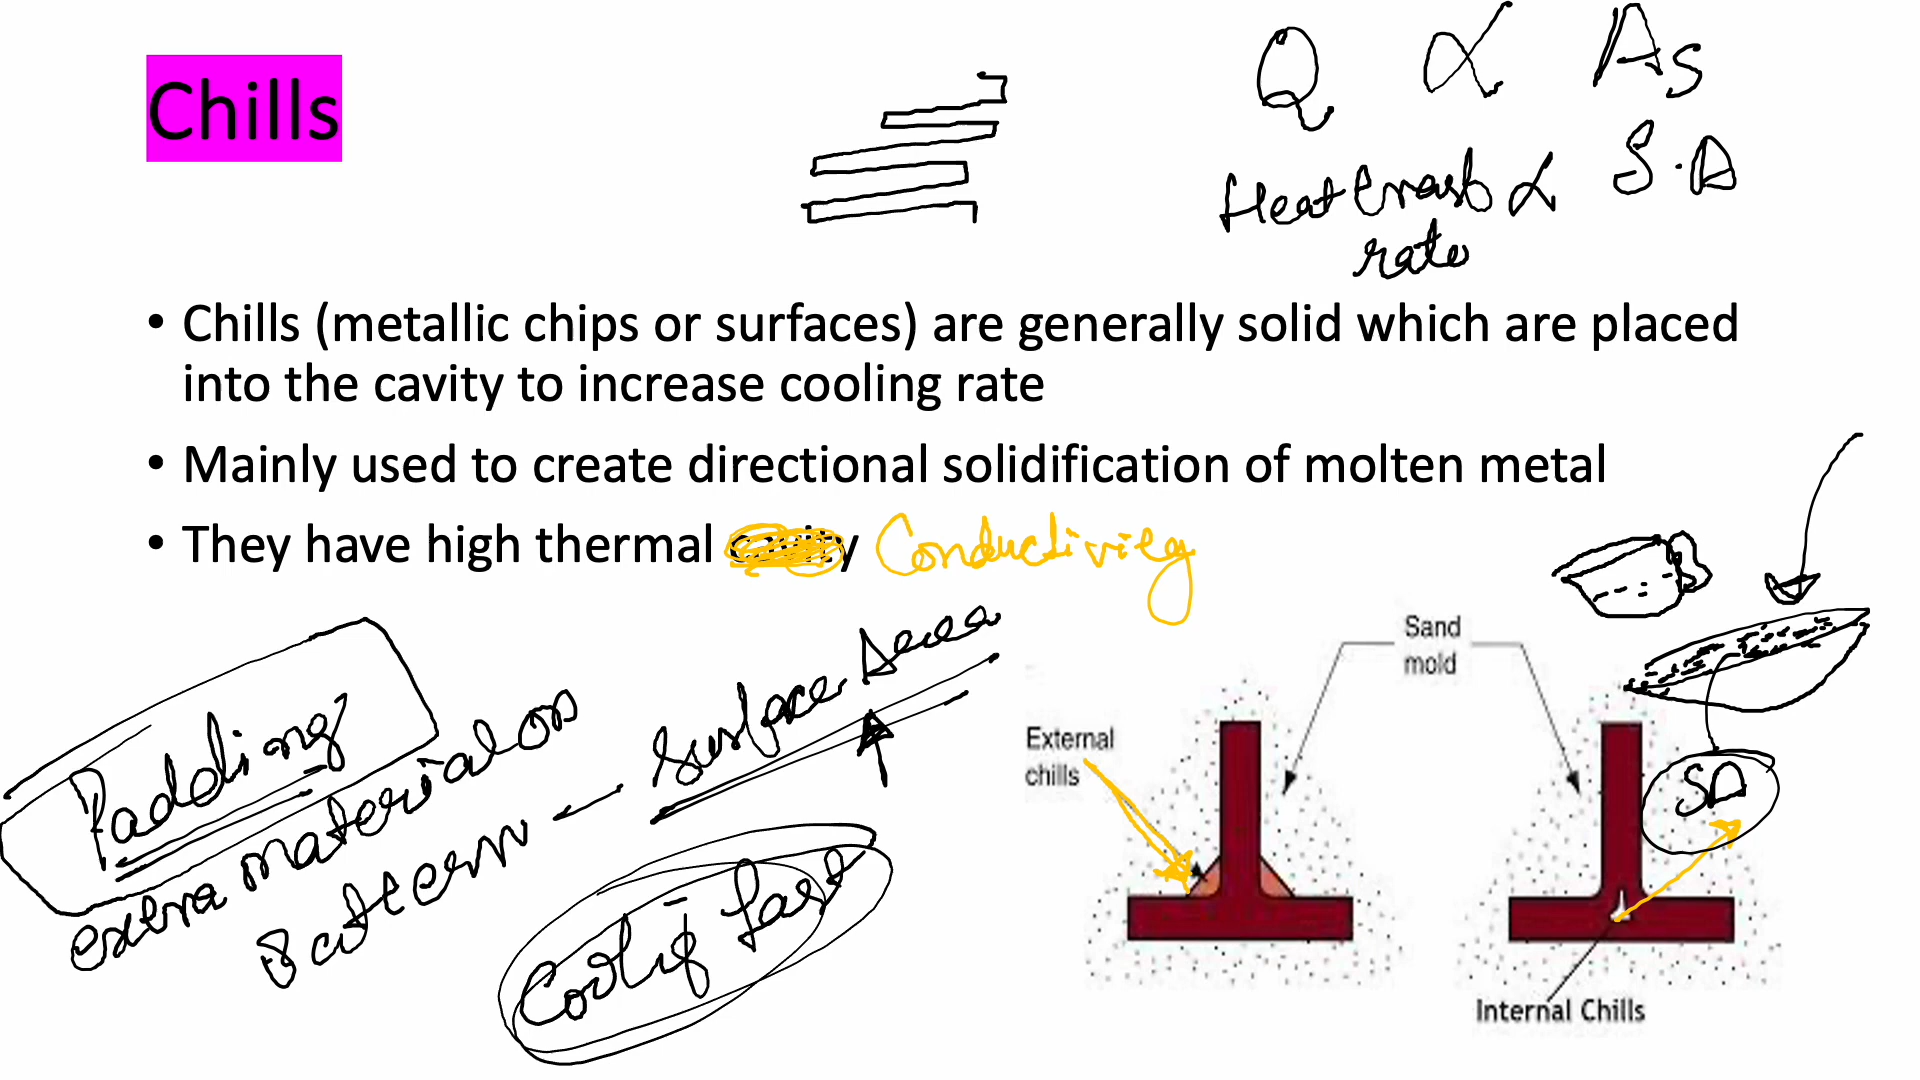 Chills
Q ∝ As
Heat trans ∝ S.A
rate
• Chills (metallic chips or surfaces) are generally solid which are placed
into the cavity to increase cooling rate
• Mainly used to create directional solidification of molten metal
• They have high thermal Conductivity
Padding
extra material on
Pattern — Surface Area
Cooling fast
Sand
mold
External
chills
SA
Internal Chills